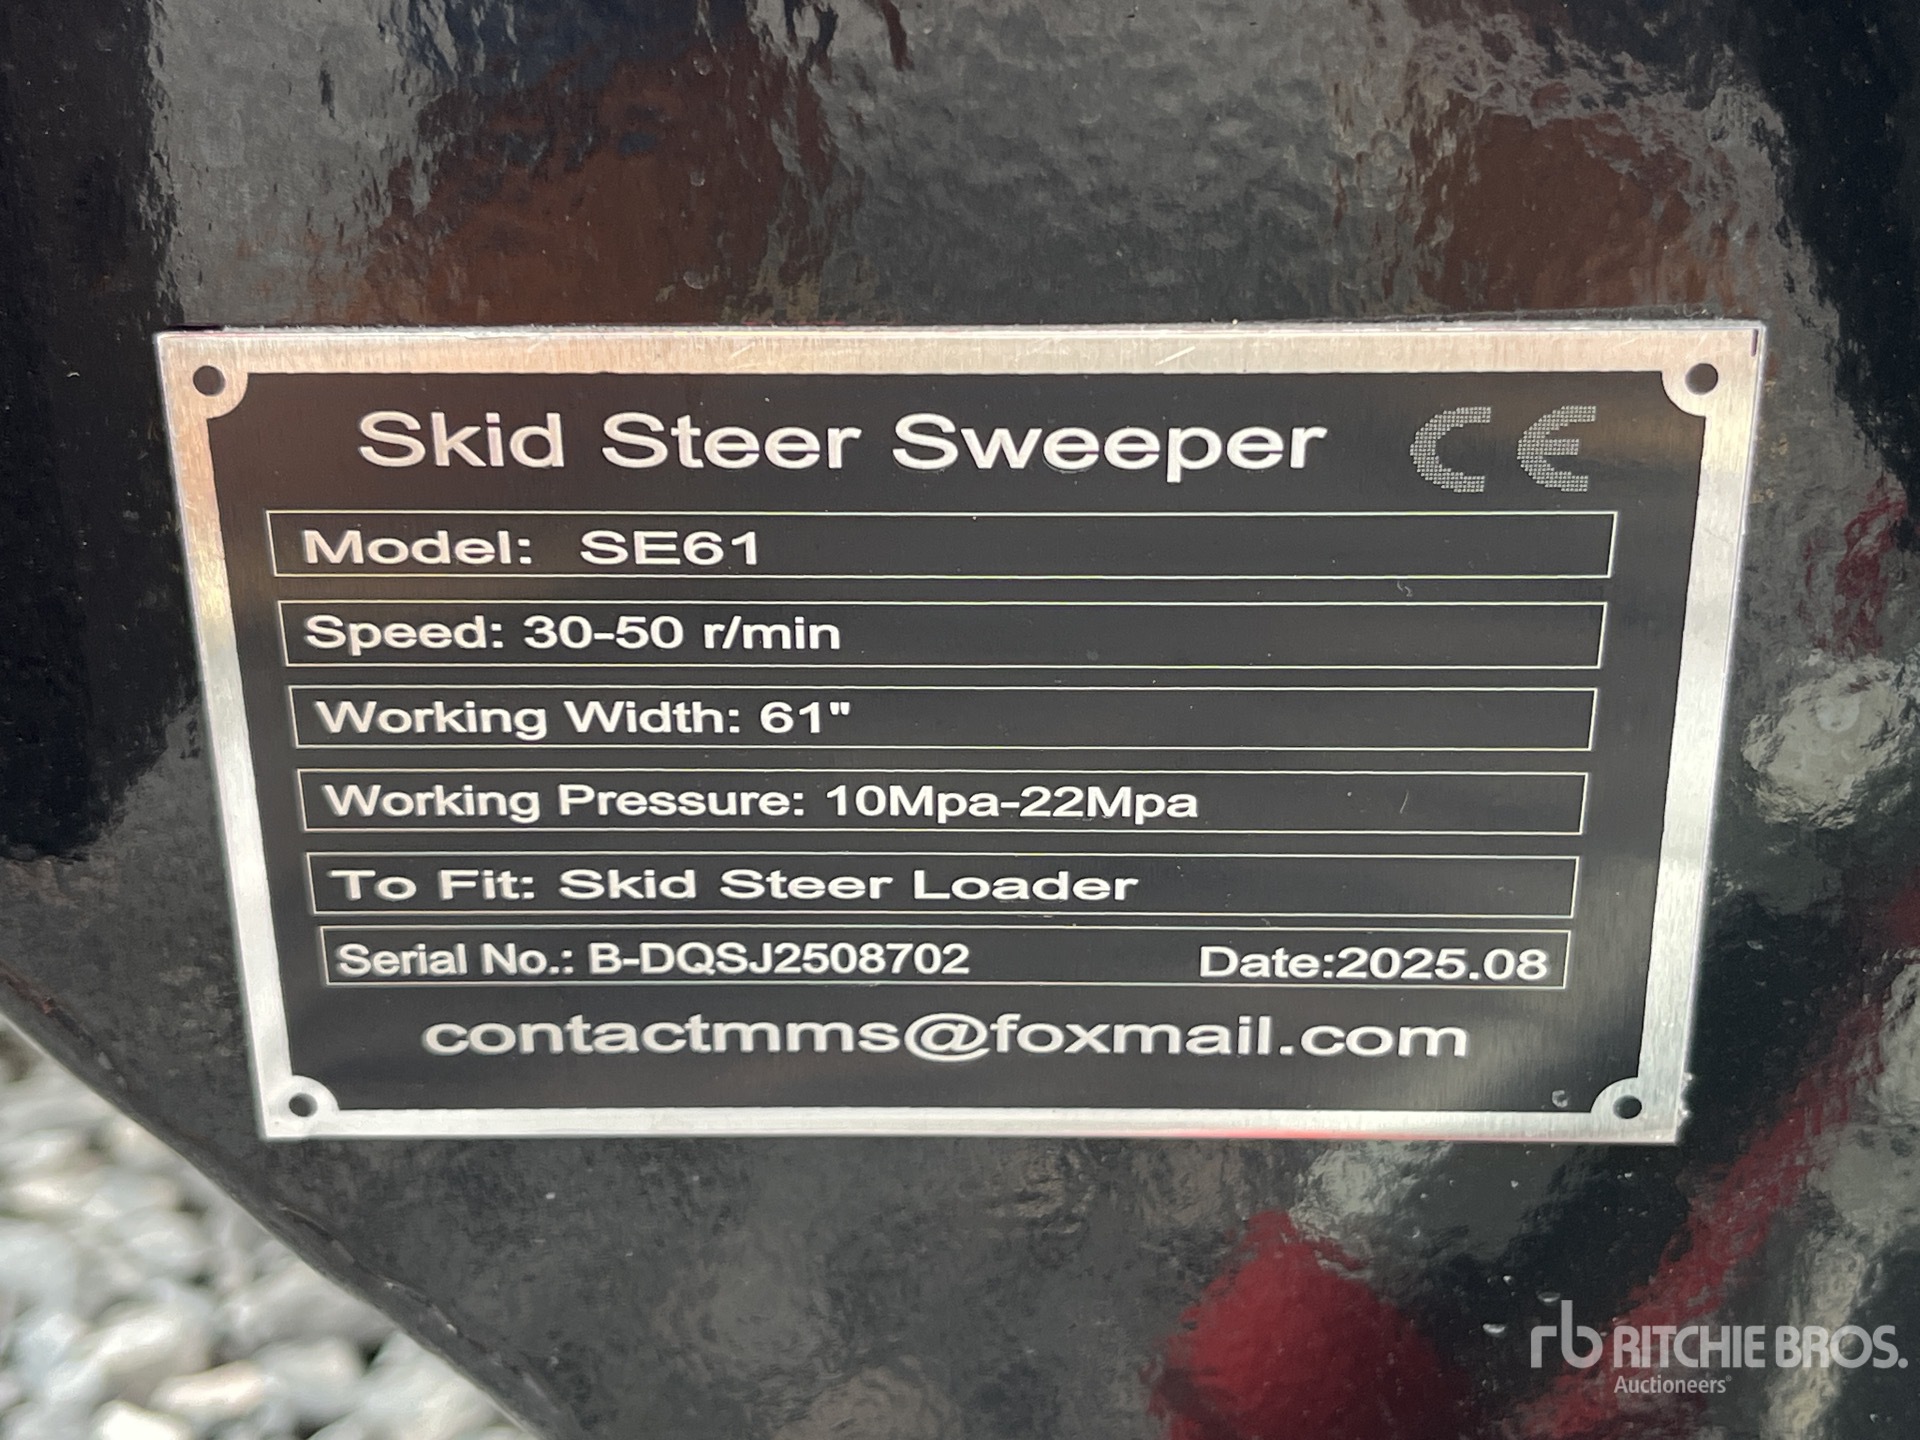 Skid Steer Sweeper CE
Model: SE61
Speed: 30-50 r/min
Working Width: 61"
Working Pressure: 10Mpa-22Mpa
To Fit: Skid Steer Loader
Serial No.: B-DQSJ2508702 Date:2025.08
contactmms@foxmail.com
rb RITCHIE BROS.
Auctioneers